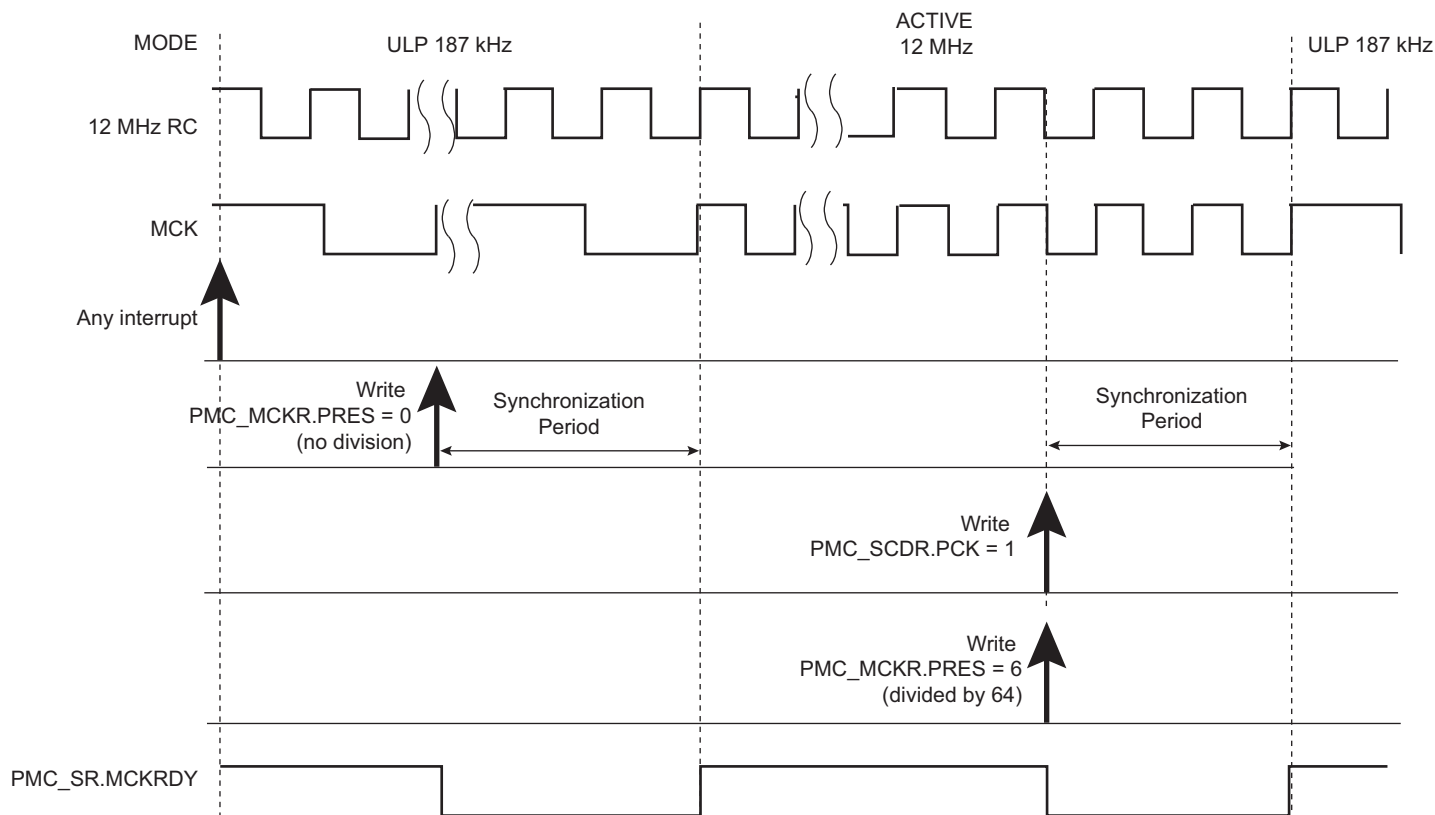 MODE
ULP 187 kHz
ACTIVE
12 MHz
ULP 187 kHz
12 MHz RC
MCK
Any interrupt
Write
PMC_MCKR.PRES = 0
(no division)
Synchronization
Period
Synchronization
Period
Write
PMC_SCDR.PCK = 1
Write
PMC_MCKR.PRES = 6
(divided by 64)
PMC_SR.MCKRDY